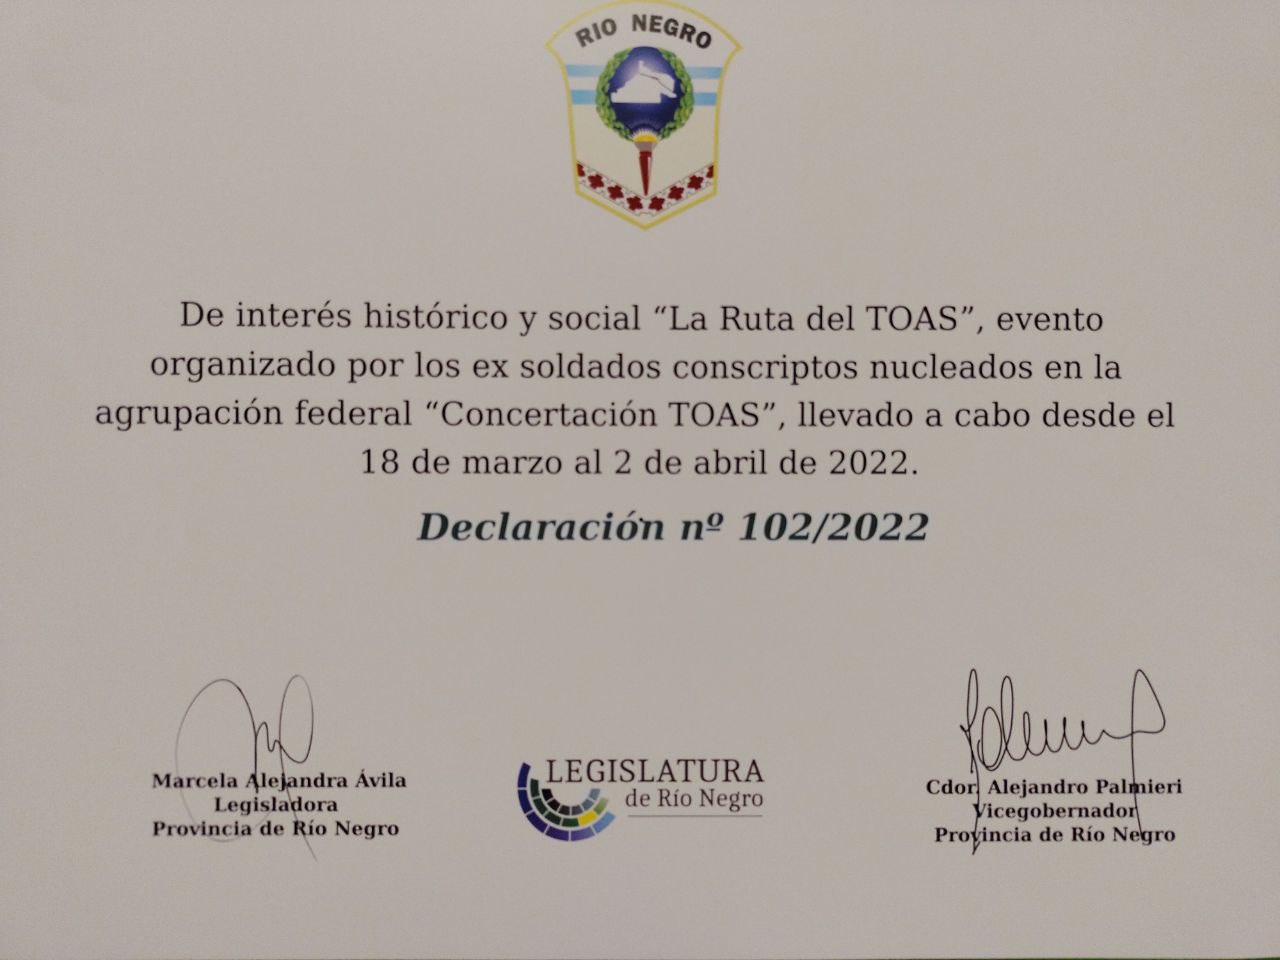 RIO NEGRO
De interés histórico y social “La Ruta del TOAS”, evento
organizado por los ex soldados conscriptos nucleados en la
agrupación federal “Concertación TOAS”, llevado a cabo desde el
18 de marzo al 2 de abril de 2022.
Declaración nº 102/2022
Marcela Alejandra Ávila
Legisladora
Provincia de Río Negro
LEGISLATURA
de Río Negro
Cdor. Alejandro Palmieri
Vicegobernador
Provincia de Río Negro